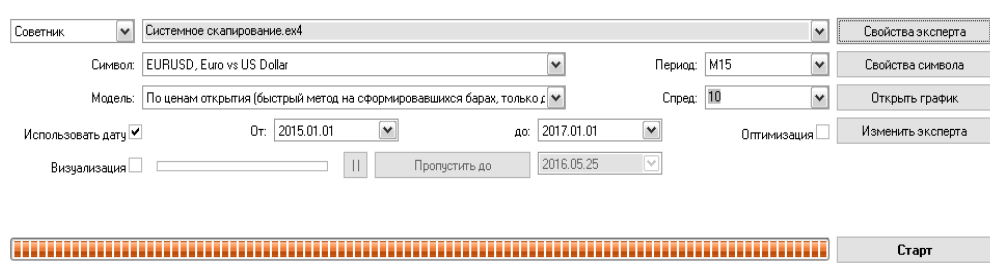 Советник Системное скапирование.ex4 Свойства эксперта
Символ: EURUSD, Euro vs US Dollar Период: M15 Свойства символа
Модель: По ценам открытия (быстрый метод на сформировавшихся барах, только д Спред: 10 Открыть график
Использовать дату От: 2015.01.01 до: 2017.01.01 Оптимизация Изменить эксперта
Визуализация Пропустить до 2016.05.25
Старт